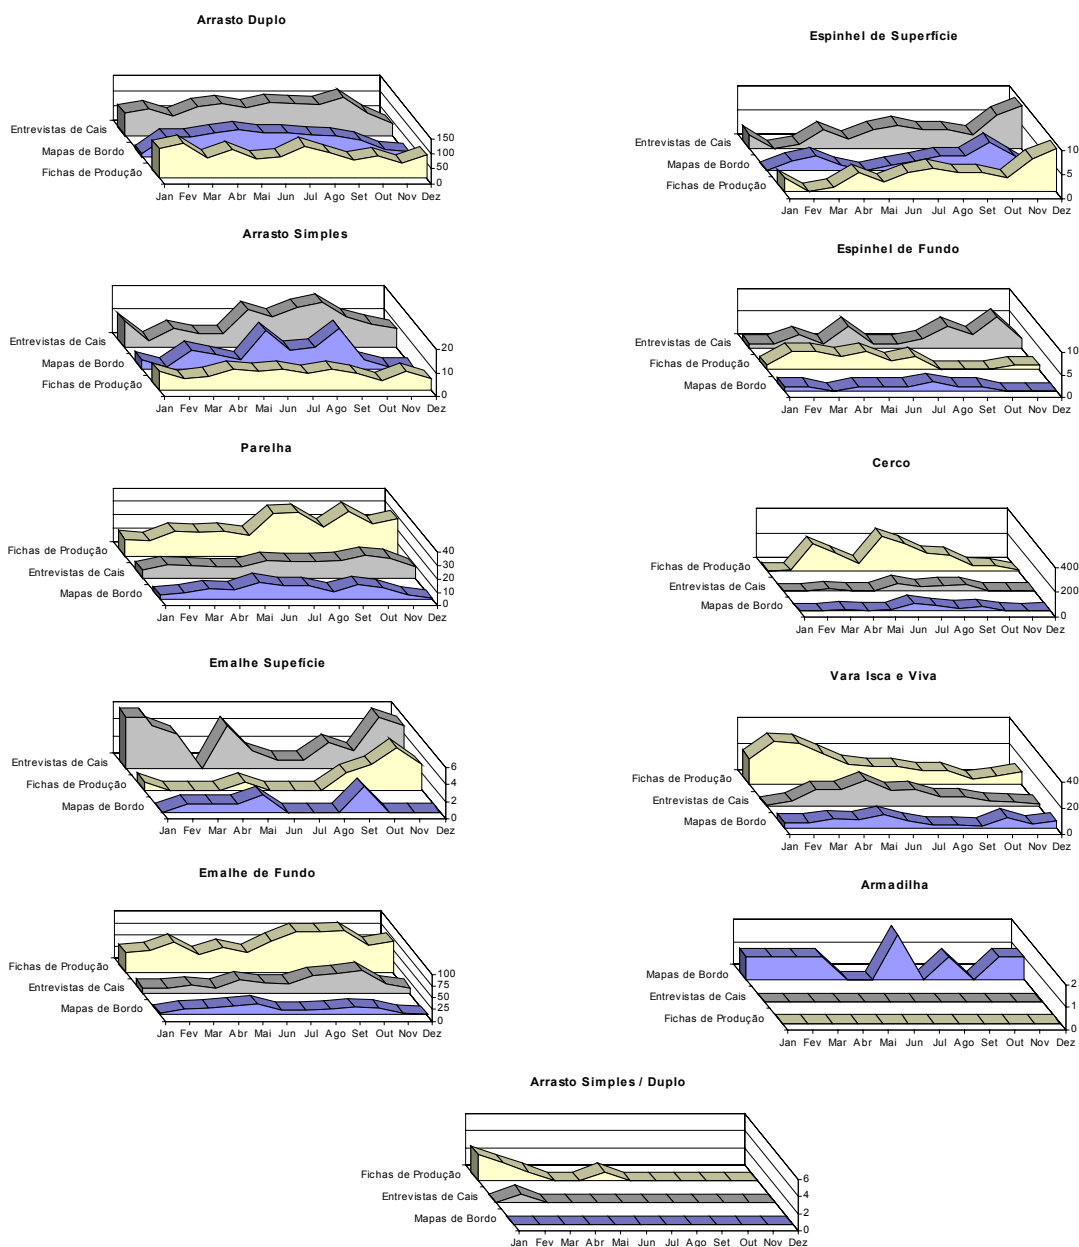 Arrasto Duplo
Entrevistas de Cais
Mapas de Bordo
Fichas de Produção
150
100
50
0
Jan Fev Mar Abr Mai Jun Jul Ago Set Out Nov Dez
Espinhel de Superfície
Entrevistas de Cais
Mapas de Bordo
Fichas de Produção
10
5
0
Jan Fev Mar Abr Mai Jun Jul Ago Set Out Nov Dez
Arrasto Simples
Entrevistas de Cais
Mapas de Bordo
Fichas de Produção
20
10
0
Jan Fev Mar Abr Mai Jun Jul Ago Set Out Nov Dez
Espinhel de Fundo
Entrevistas de Cais
Fichas de Produção
Mapas de Bordo
10
5
0
Jan Fev Mar Abr Mai Jun Jul Ago Set Out Nov Dez
Parelha
Fichas de Produção
Entrevistas de Cais
Mapas de Bordo
40
30
20
10
0
Jan Fev Mar Abr Mai Jun Jul Ago Set Out Nov Dez
Cerco
Fichas de Produção
Entrevistas de Cais
Mapas de Bordo
400
200
0
Jan Fev Mar Abr Mai Jun Jul Ago Set Out Nov Dez
Emalhe Supefície
Entrevistas de Cais
Fichas de Produção
Mapas de Bordo
6
4
2
0
Jan Fev Mar Abr Mai Jun Jul Ago Set Out Nov Dez
Vara Isca e Viva
Fichas de Produção
Entrevistas de Cais
Mapas de Bordo
40
20
0
Jan Fev Mar Abr Mai Jun Jul Ago Set Out Nov Dez
Emalhe de Fundo
Fichas de Produção
Entrevistas de Cais
Mapas de Bordo
100
75
50
25
0
Jan Fev Mar Abr Mai Jun Jul Ago Set Out Nov Dez
Armadilha
Mapas de Bordo
Entrevistas de Cais
Fichas de Produção
2
1
0
Jan Fev Mar Abr Mai Jun Jul Ago Set Out Nov Dez
Arrasto Simples / Duplo
Fichas de Produção
Entrevistas de Cais
Mapas de Bordo
6
4
2
0
Jan Fev Mar Abr Mai Jun Jul Ago Set Out Nov Dez